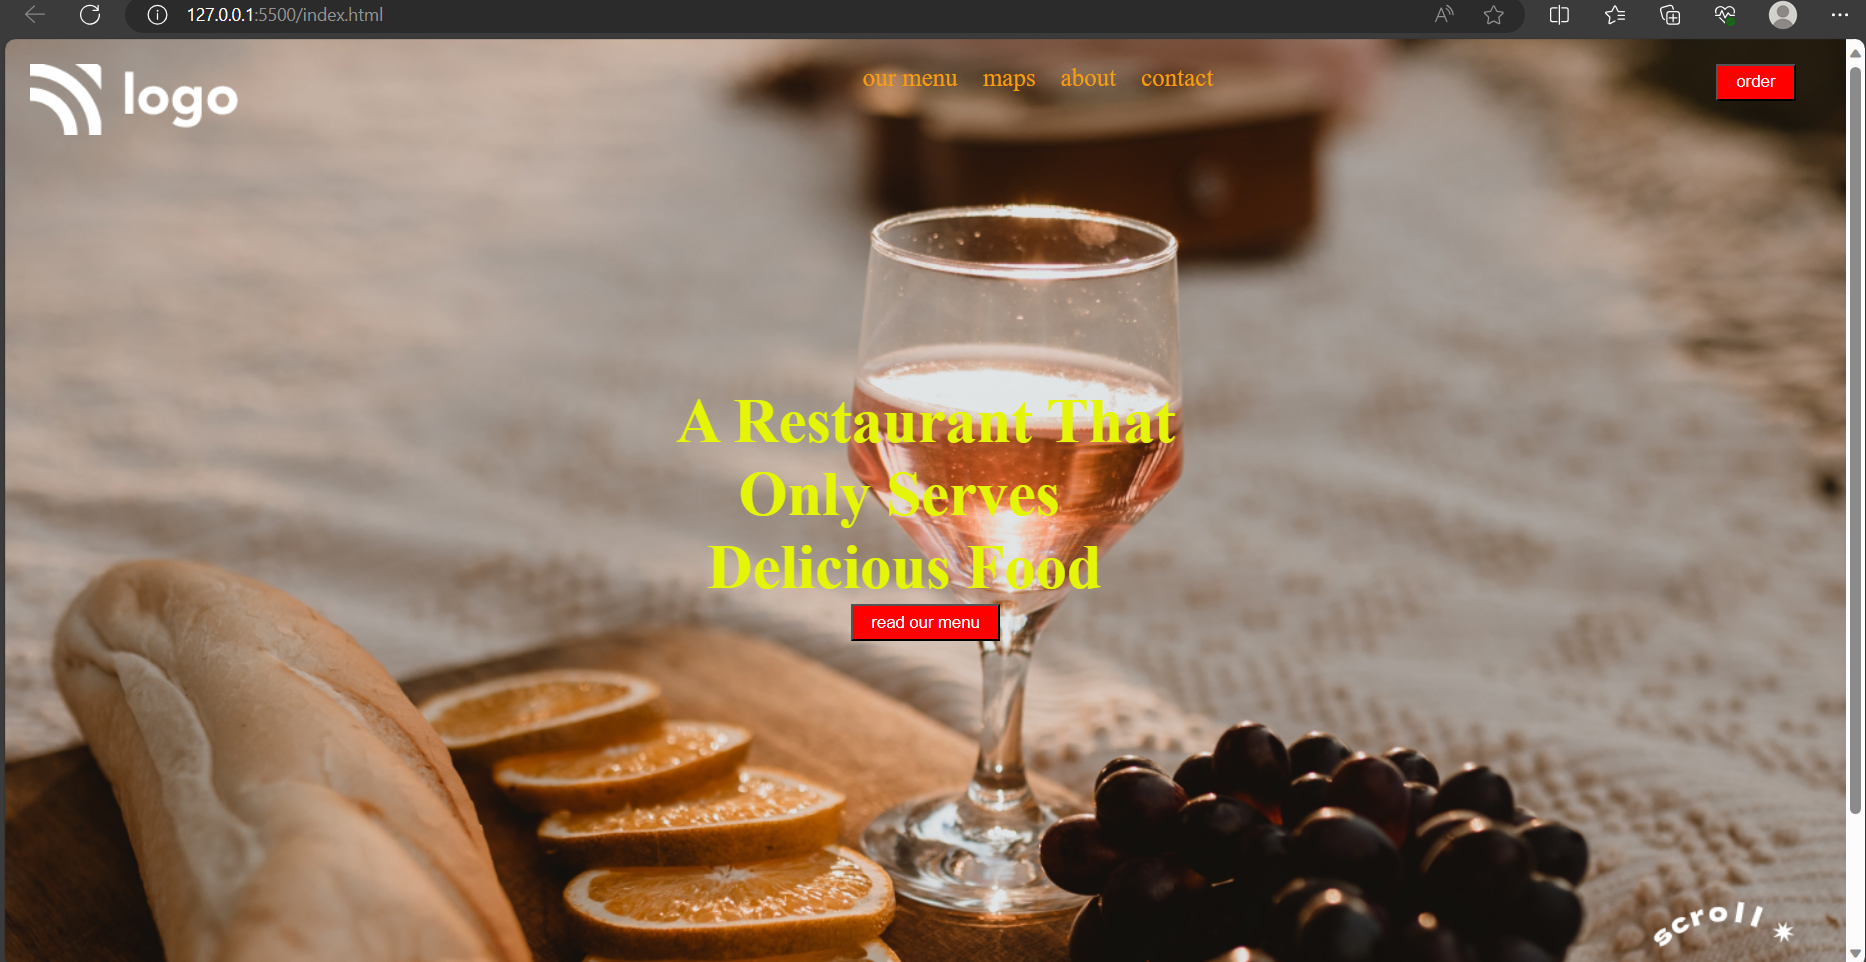 127.0.0.1:5500/index.html
logo
our menu maps about contact
order
A Restaurant That
Only Serves
Delicious Food
read our menu
scroll